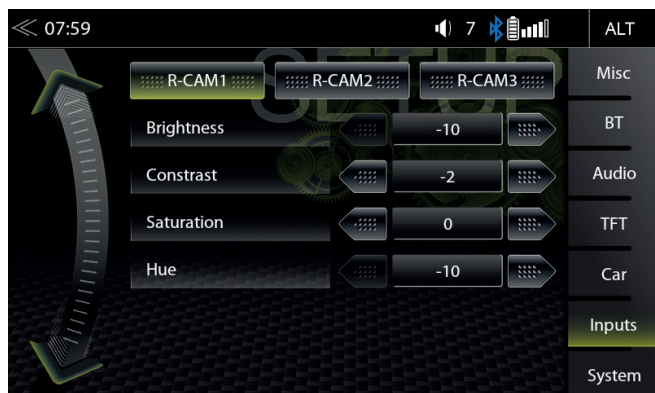 07:59 7 ALT
SETUP
R-CAM1 R-CAM2 R-CAM3
Brightness -10
Constrast -2
Saturation 0
Hue -10
Misc
BT
Audio
TFT
Car
Inputs
System